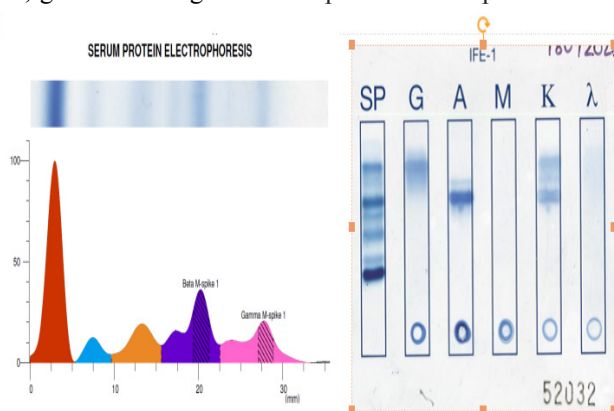 SERUM PROTEIN ELECTROPHORESIS
100
50
0
Beta M-spike 1
Gamma M-spike 1
0 10 20 30
(mm)
IFE-1
SP G A M K λ
52032